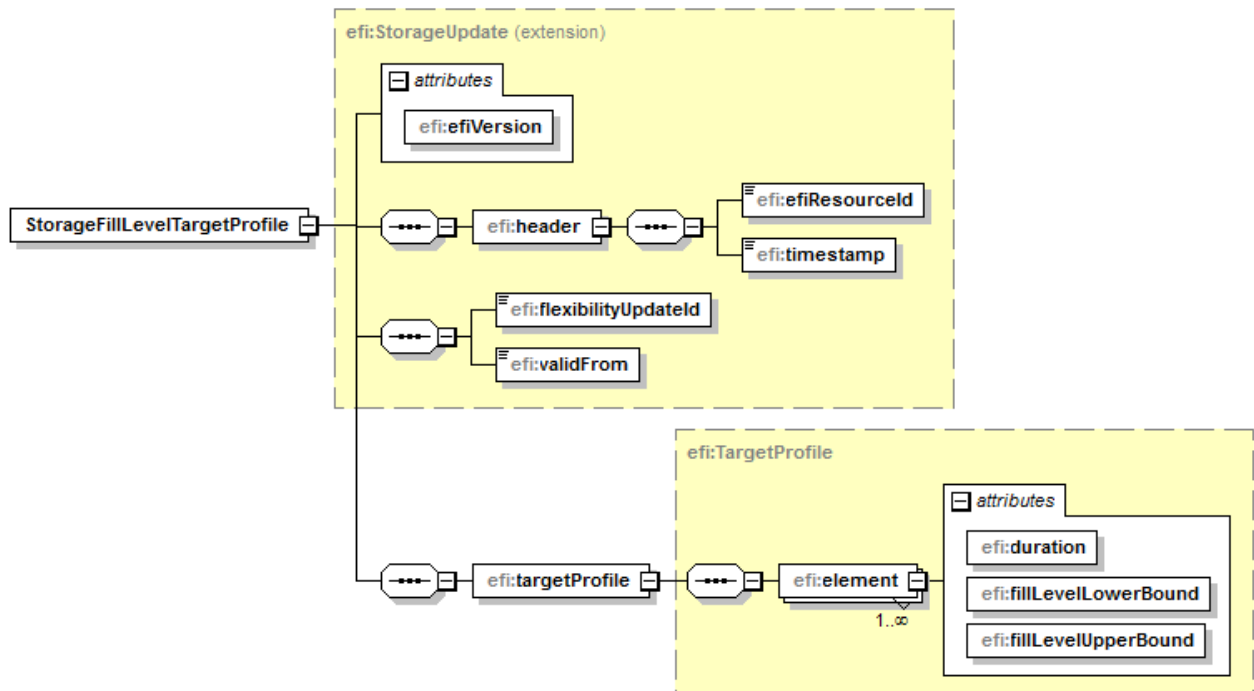 efi:StorageUpdate (extension)
attributes
efi:efiVersion
StorageFillLevelTargetProfile
efi:header
efi:efiResourceId
efi:timestamp
efi:flexibilityUpdateId
efi:validFrom
efi:TargetProfile
attributes
efi:duration
efi:targetProfile
efi:element
efi:fillLevelLowerBound
1..∞
efi:fillLevelUpperBound